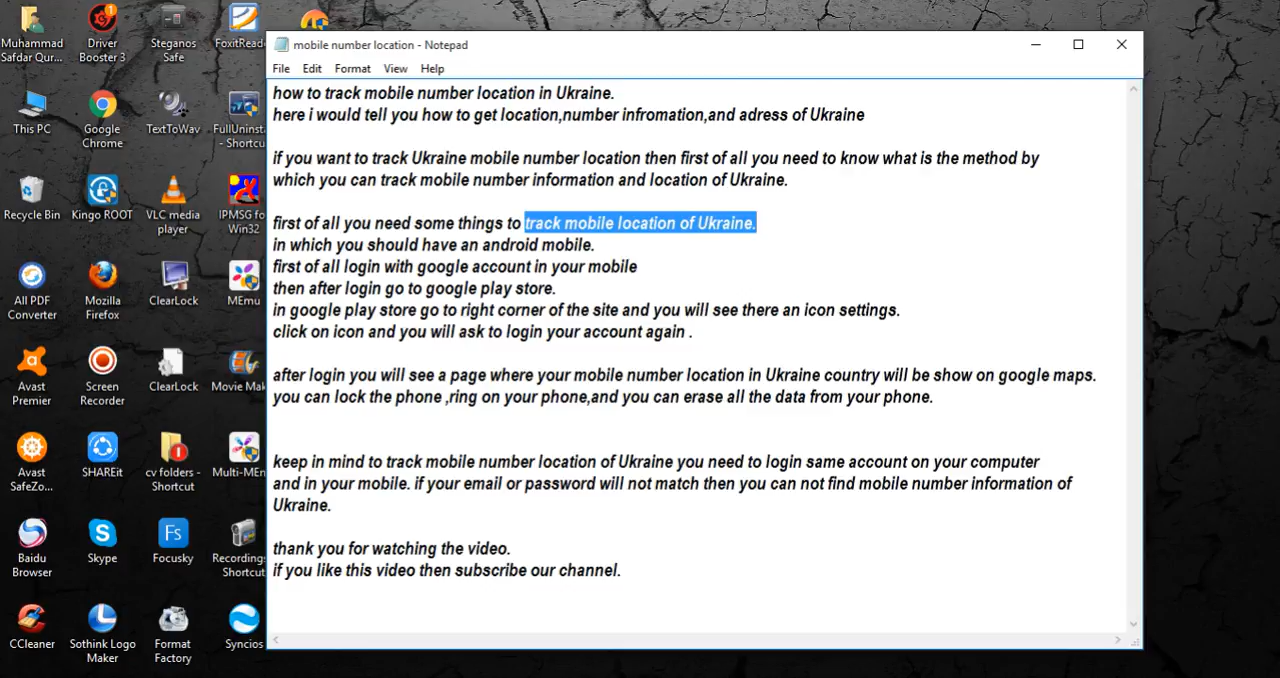 Muhammad Safdar Qur...
Driver Booster 3
Steganos Safe
FoxitRead
This PC
Google Chrome
TextToWav
FullUninst - Shortcu
Recycle Bin
Kingo ROOT
VLC media player
IPMSG fo Win32
All PDF Converter
Mozilla Firefox
ClearLock
MEmu
Avast Premier
Screen Recorder
ClearLock
Movie Mak
Avast SafeZo...
SHAREit
cv folders - Shortcut
Multi-MEm
Baidu Browser
Skype
Focusky
Recordings Shortcut
CCleaner
Sothink Logo Maker
Format Factory
Syncios
mobile number location - Notepad
File Edit Format View Help
how to track mobile number location in Ukraine.
here i would tell you how to get location,number infromation,and adress of Ukraine
if you want to track Ukraine mobile number location then first of all you need to know what is the method by
which you can track mobile number information and location of Ukraine.
first of all you need some things to track mobile location of Ukraine.
in which you should have an android mobile.
first of all login with google account in your mobile
then after login go to google play store.
in google play store go to right corner of the site and you will see there an icon settings.
click on icon and you will ask to login your account again .
after login you will see a page where your mobile number location in Ukraine country will be show on google maps.
you can lock the phone ,ring on your phone,and you can erase all the data from your phone.
keep in mind to track mobile number location of Ukraine you need to login same account on your computer
and in your mobile. if your email or password will not match then you can not find mobile number information of
Ukraine.
thank you for watching the video.
if you like this video then subscribe our channel.